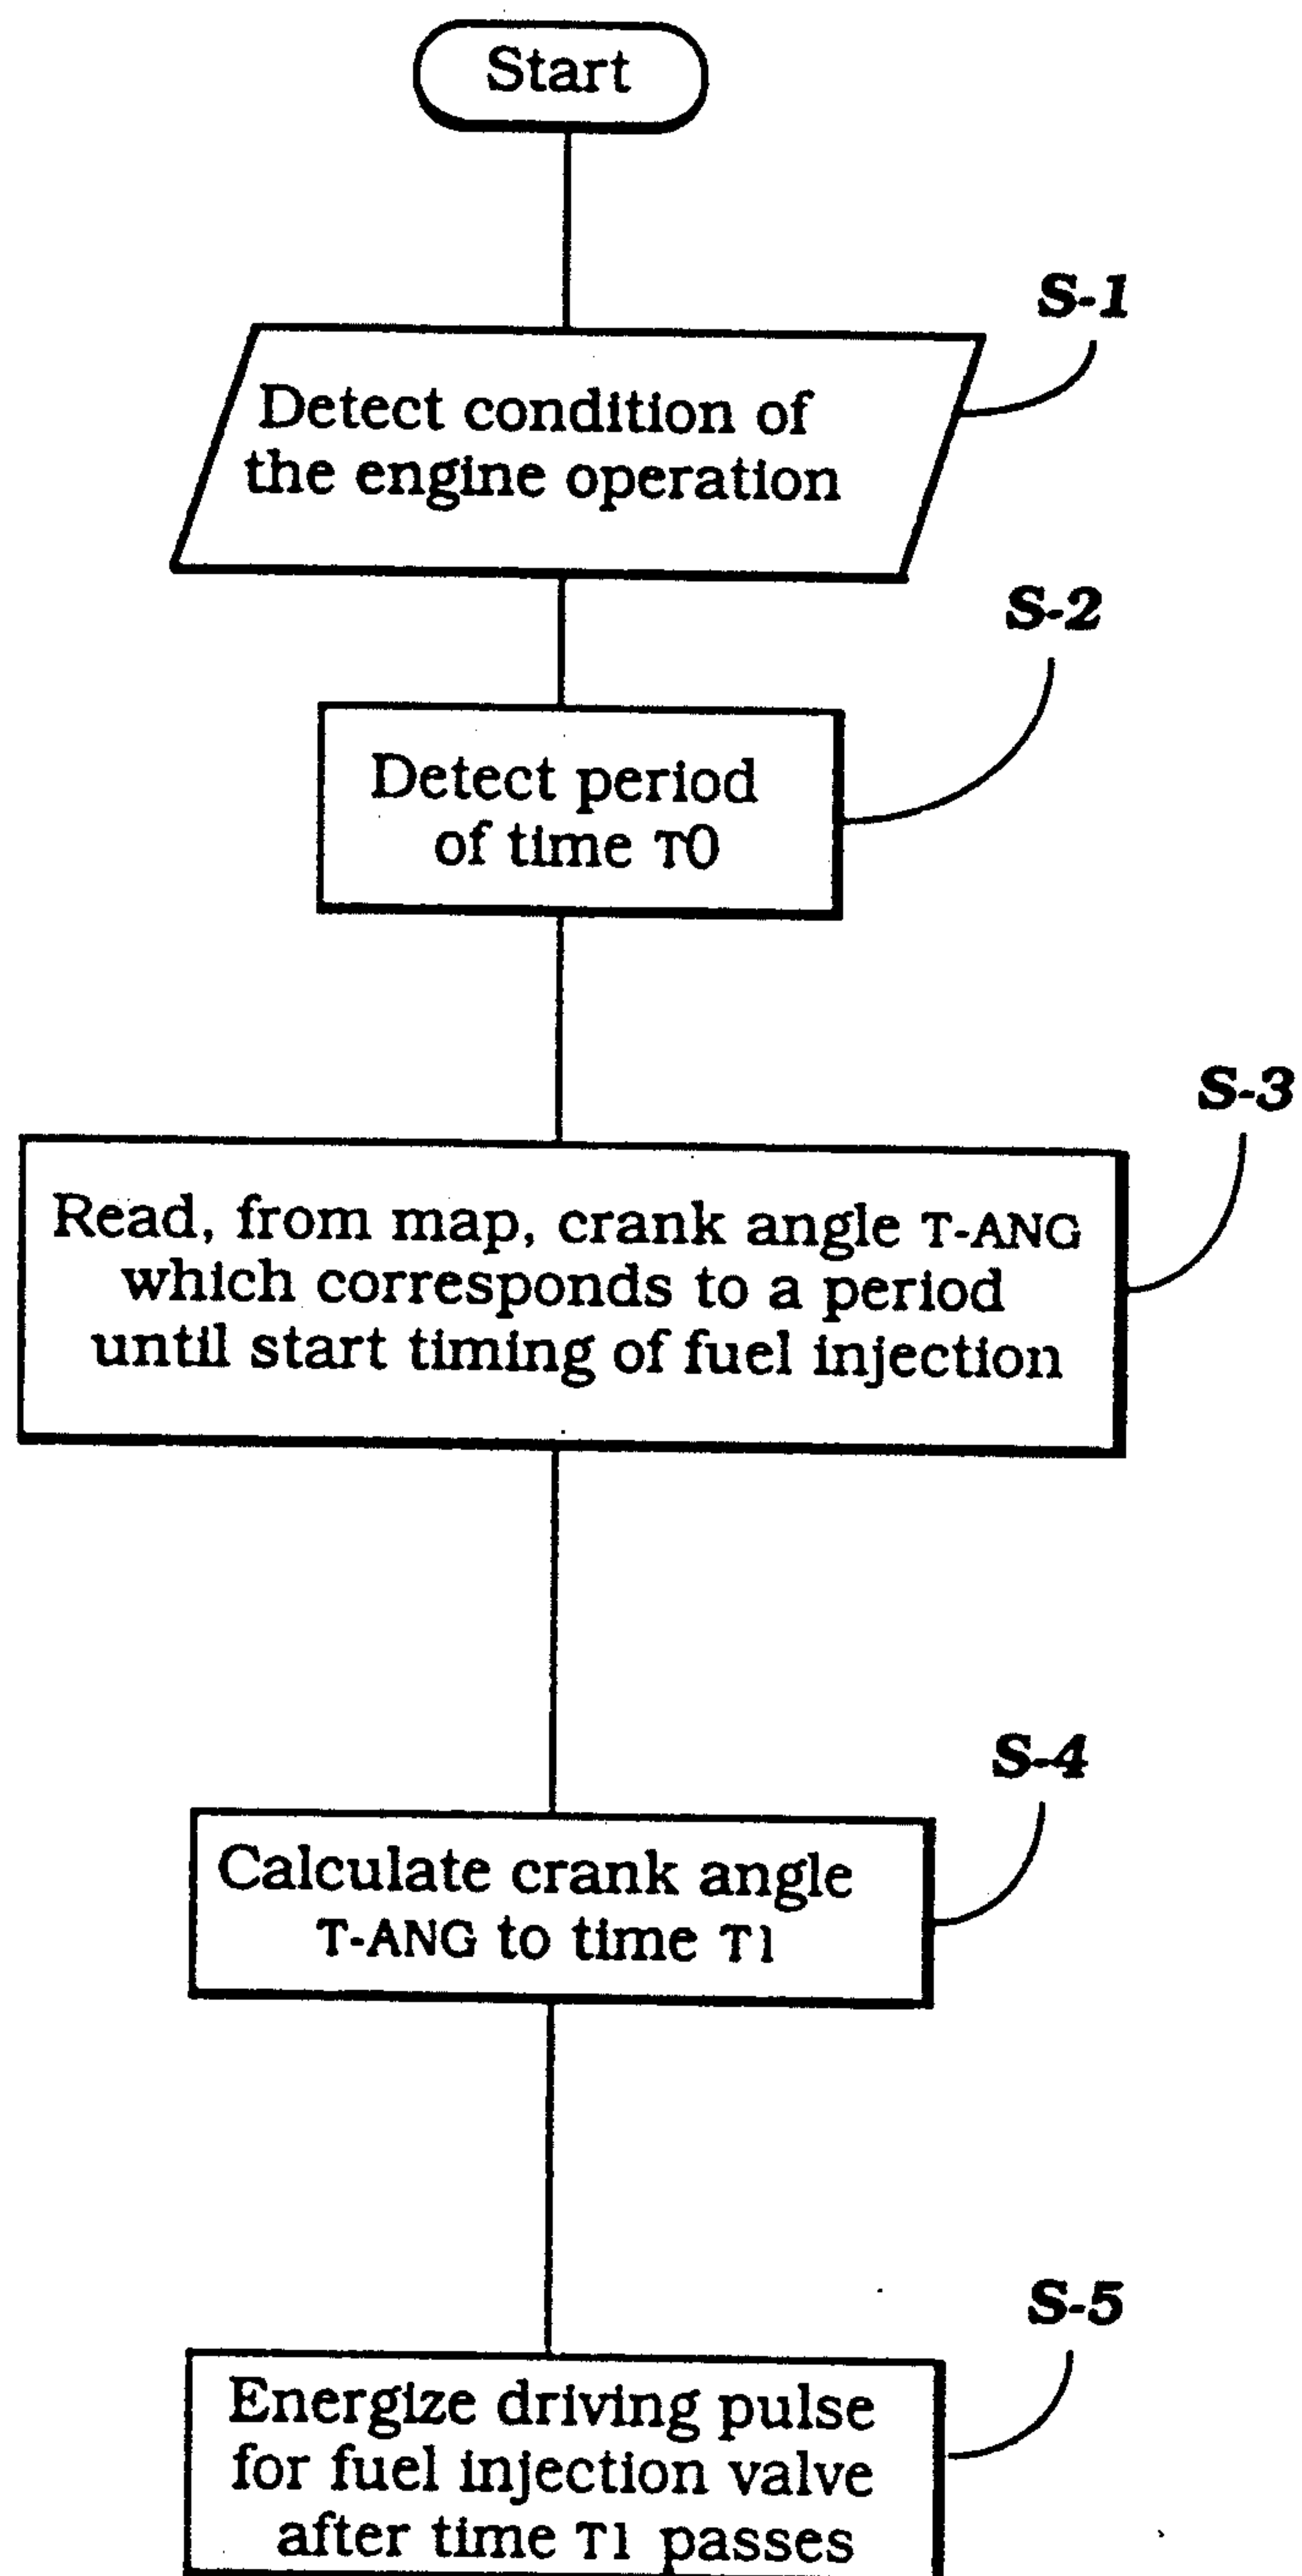 Start
S-1
Detect condition of
the engine operation
S-2
Detect period
of time T0
S-3
Read, from map, crank angle T-ANG
which corresponds to a period
until start timing of fuel injection
S-4
Calculate crank angle
T-ANG to time T1
S-5
Energize driving pulse
for fuel injection valve
after time T1 passes